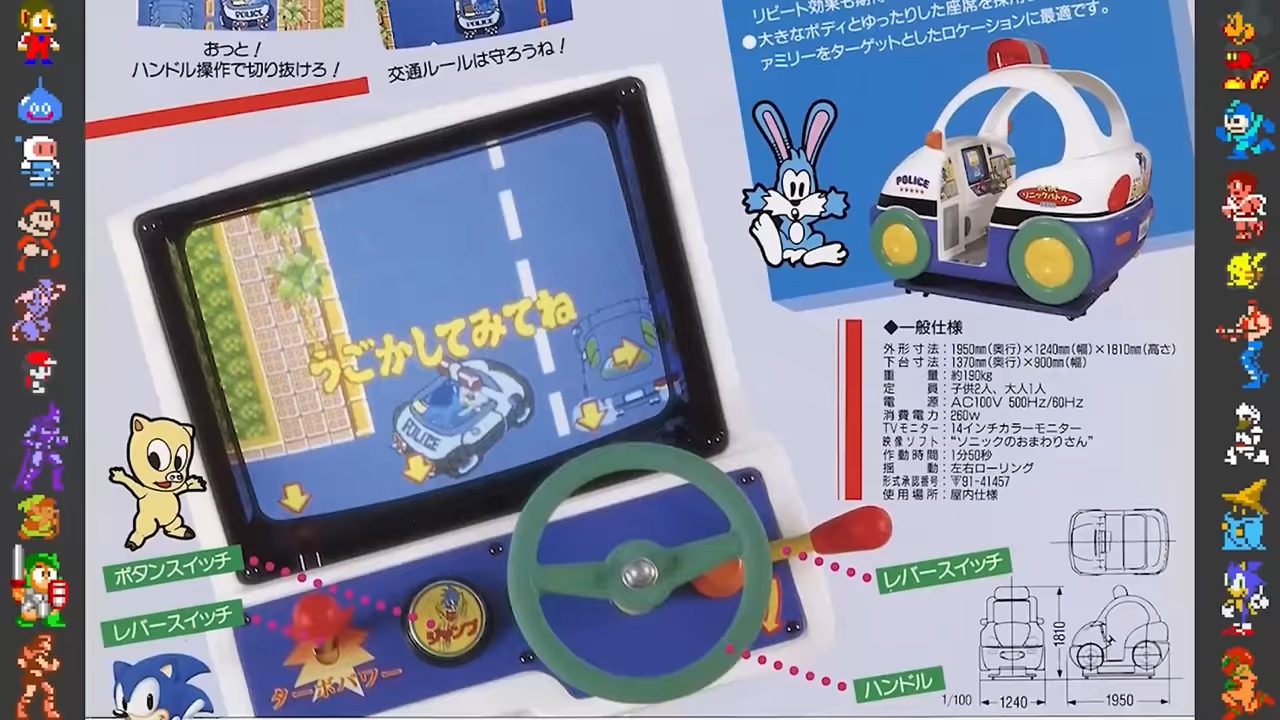 リピート効果も期
●大きなボディとゆったりした座席を採用
ァミリーをターゲットとしたロケーションに最適です。
POLICE
POLICE
おっと！
ハンドル操作で切り抜けろ！
交通ルールは守ろうね！
うごかしてみてね
POLICE
POLICE
ソニックパトカー
◆一般仕様
外形寸法：1950mm(奥行)×1240mm(幅)×1810mm(高さ)
下台寸法：1370mm(奥行)×900mm(幅)
重量：約190kg
定員：子供2人、大人1人
電源：AC100V 500Hz/60Hz
消費電力：260w
TVモニター：14インチカラーモニター
映像ソフト：“ソニックのおまわりさん”
作動時間：1分50秒
揺動：左右ローリング
形式承認番号：〒91-41457
使用場所：屋内仕様
ボタンスイッチ
レバースイッチ
ジャンプ
ターボパワー
レバースイッチ
ハンドル
1810
1/100
1240
1950